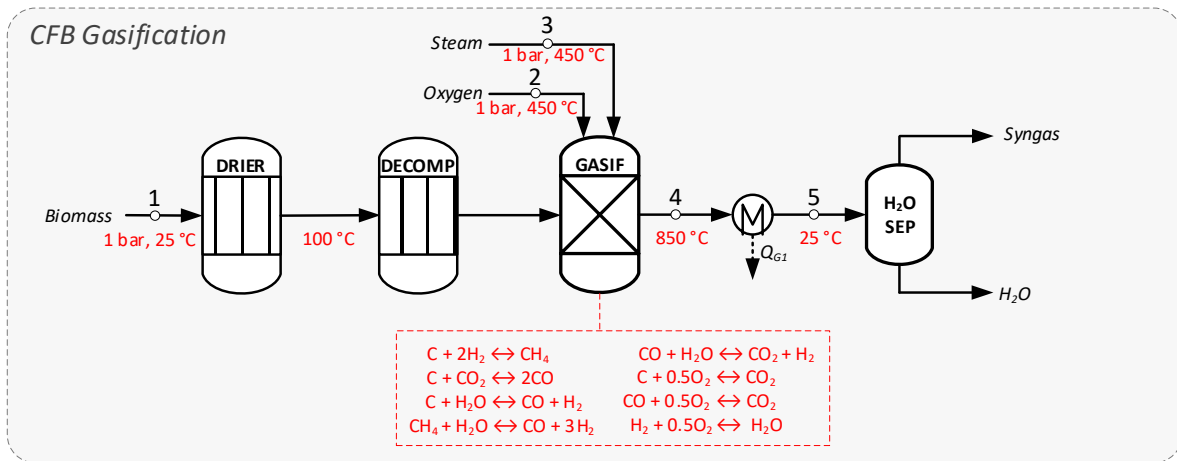 CFB Gasification
3
Steam
1 bar, 450 °C
2
Oxygen
1 bar, 450 °C
Syngas
DRIER
DECOMP
GASIF
1
4
5
H₂O
SEP
Biomass
1 bar, 25 °C
100 °C
850 °C
25 °C
Q_G1
H₂O
C + 2H₂ ↔ CH₄
CO + H₂O ↔ CO₂ + H₂
C + CO₂ ↔ 2CO
C + 0.5O₂ ↔ CO₂
C + H₂O ↔ CO + H₂
CO + 0.5O₂ ↔ CO₂
CH₄ + H₂O ↔ CO + 3H₂
H₂ + 0.5O₂ ↔ H₂O